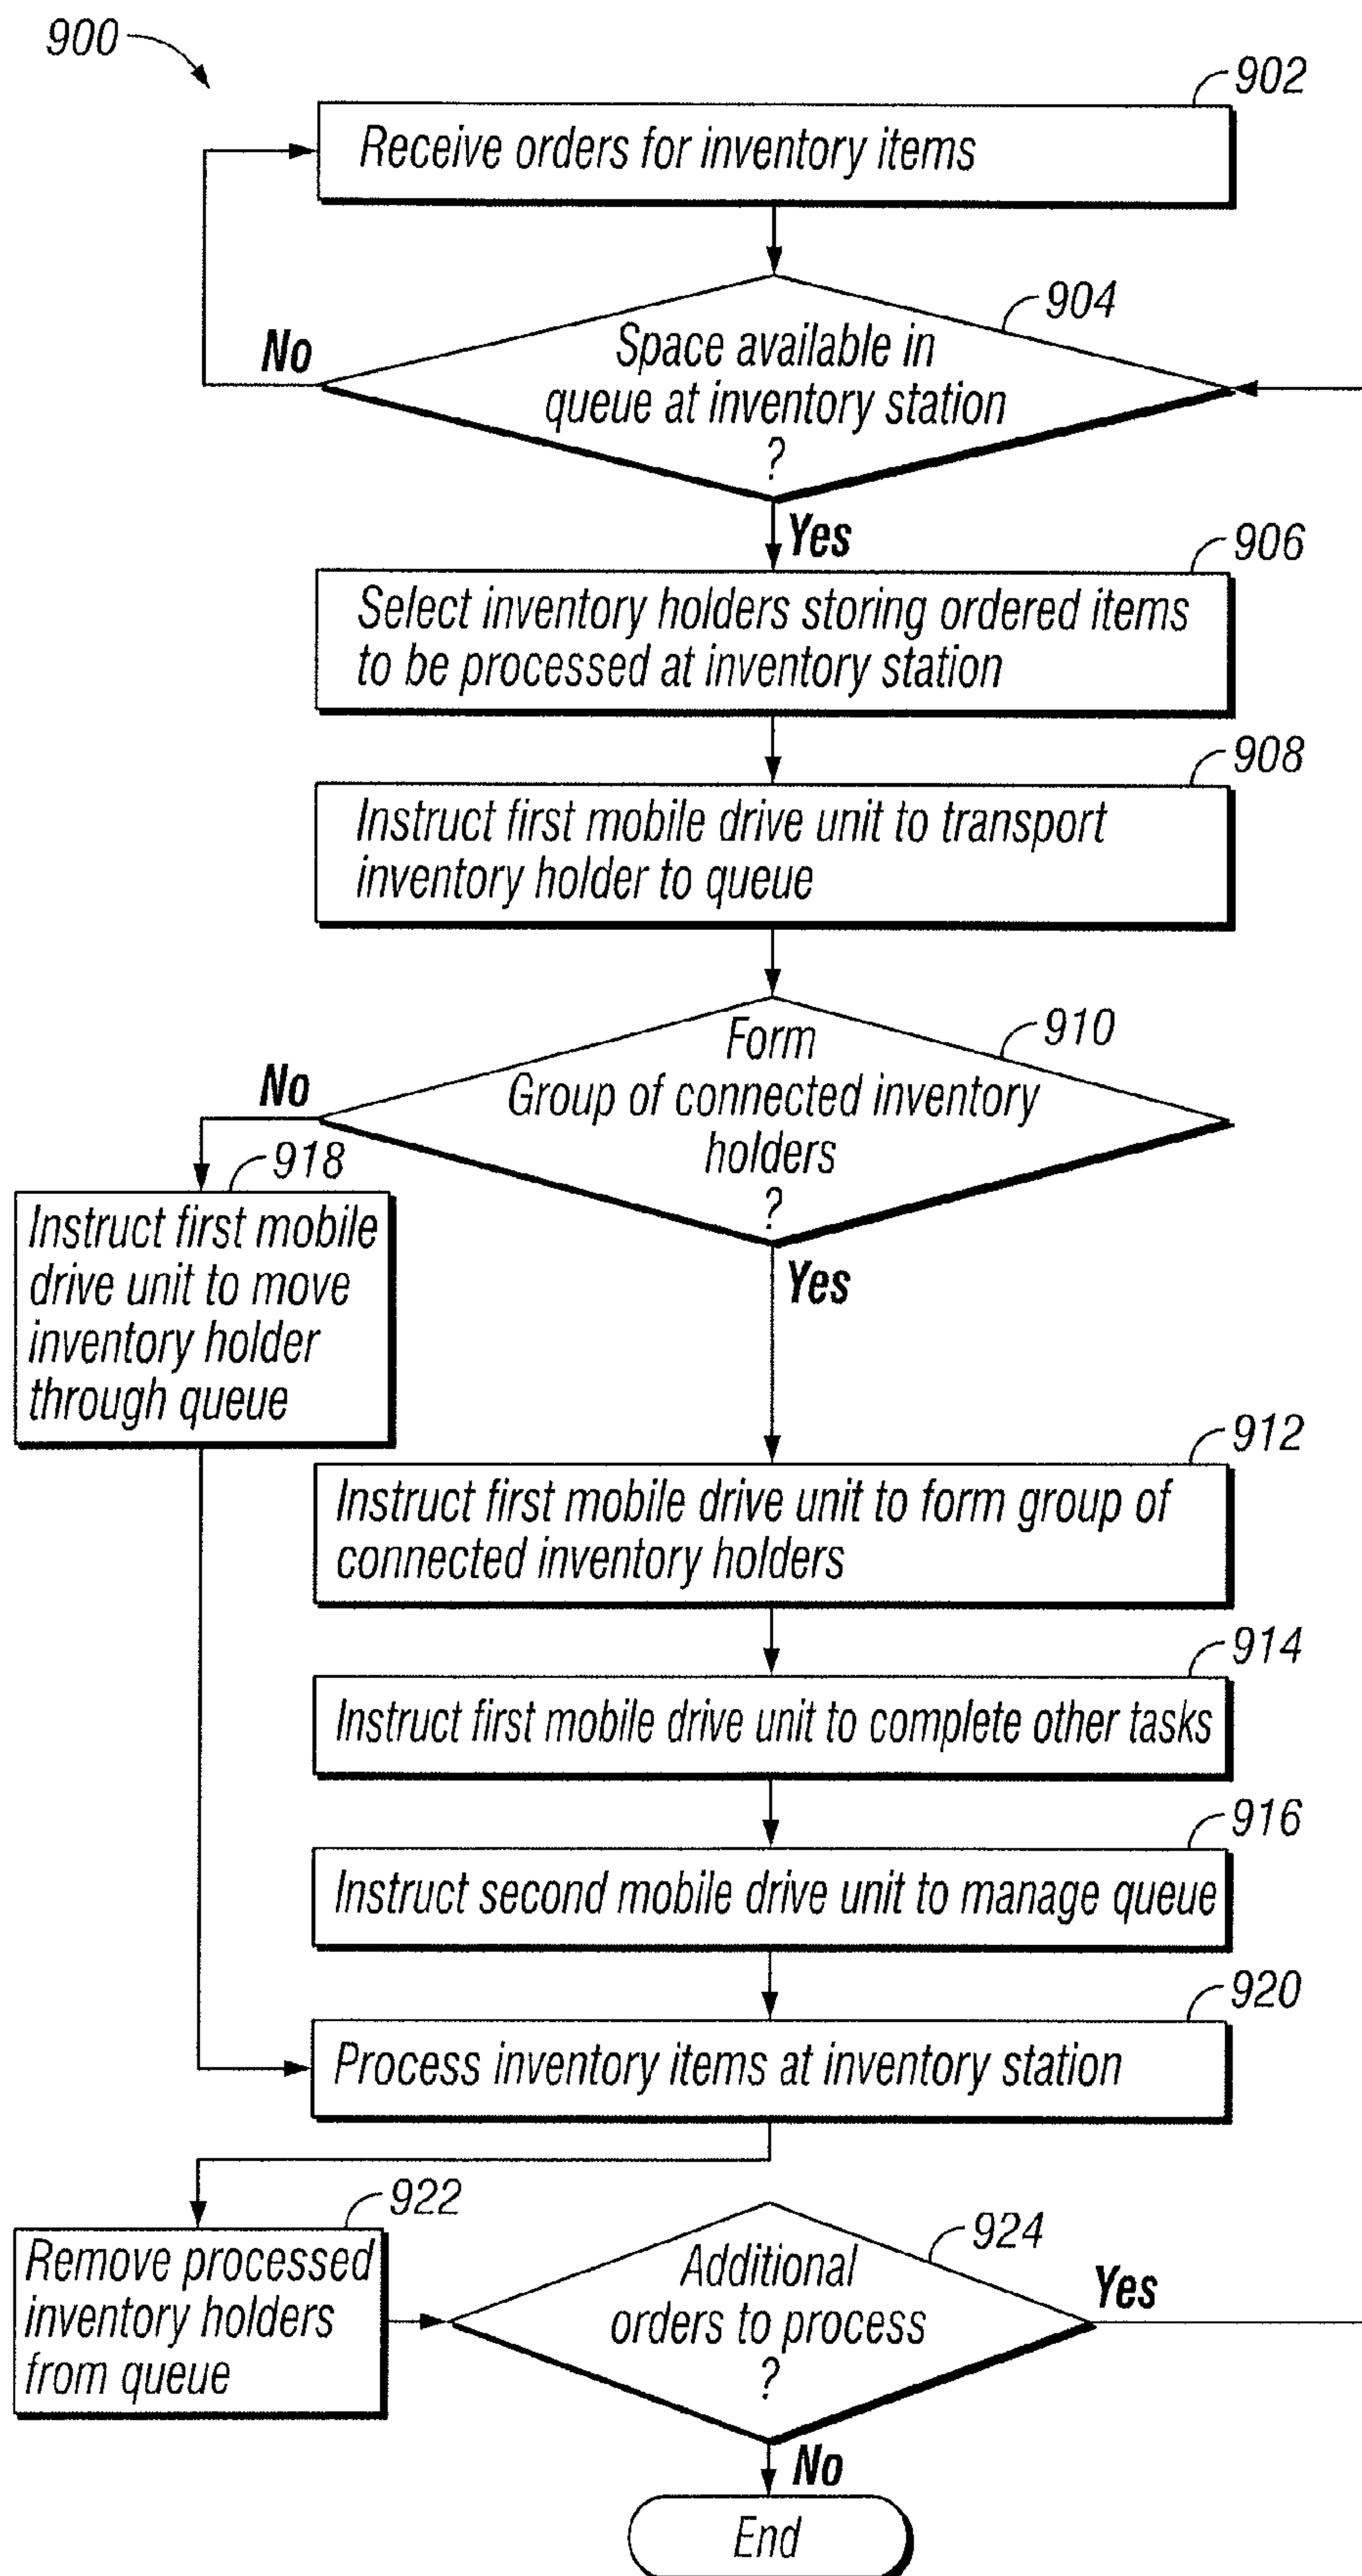 900
902
Receive orders for inventory items
904
Space available in
queue at inventory station
?
No
Yes
906
Select inventory holders storing ordered items
to be processed at inventory station
908
Instruct first mobile drive unit to transport
inventory holder to queue
910
Form
Group of connected inventory
holders
?
No
Yes
918
Instruct first mobile
drive unit to move
inventory holder
through queue
912
Instruct first mobile drive unit to form group of
connected inventory holders
914
Instruct first mobile drive unit to complete other tasks
916
Instruct second mobile drive unit to manage queue
920
Process inventory items at inventory station
922
Remove processed
inventory holders
from queue
924
Additional
orders to process
?
Yes
No
End